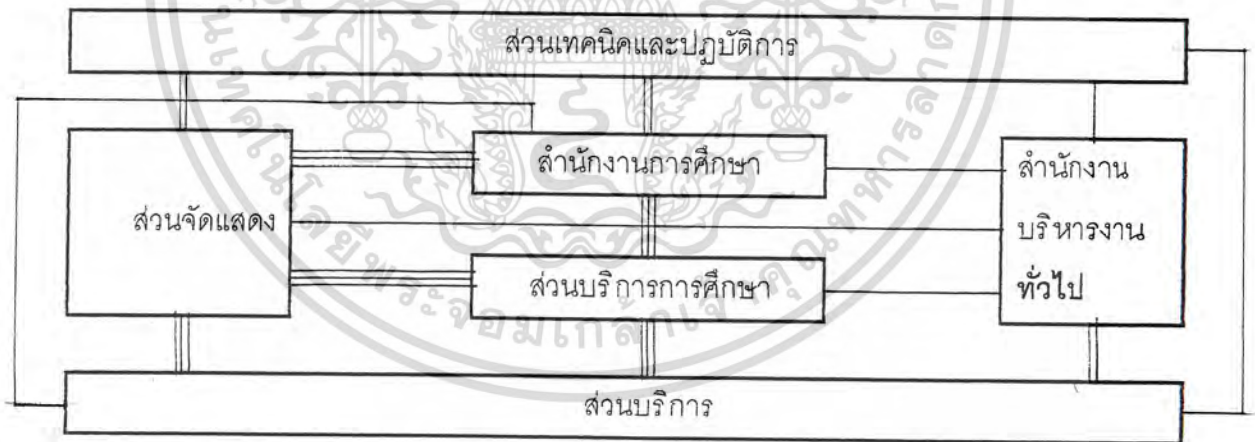 ส่วนเทคนิคและปฏบัติการ
สำนักงานการศึกษา
สำนักงาน
ส่วนจัดแสดง
บริหารงาน
ส่วนบริการการศึกษา
ทั่วไป
ส่วนบริการ